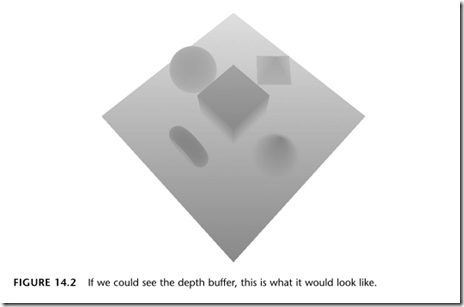 FIGURE 14.2 If we could see the depth buffer, this is what it would look like.